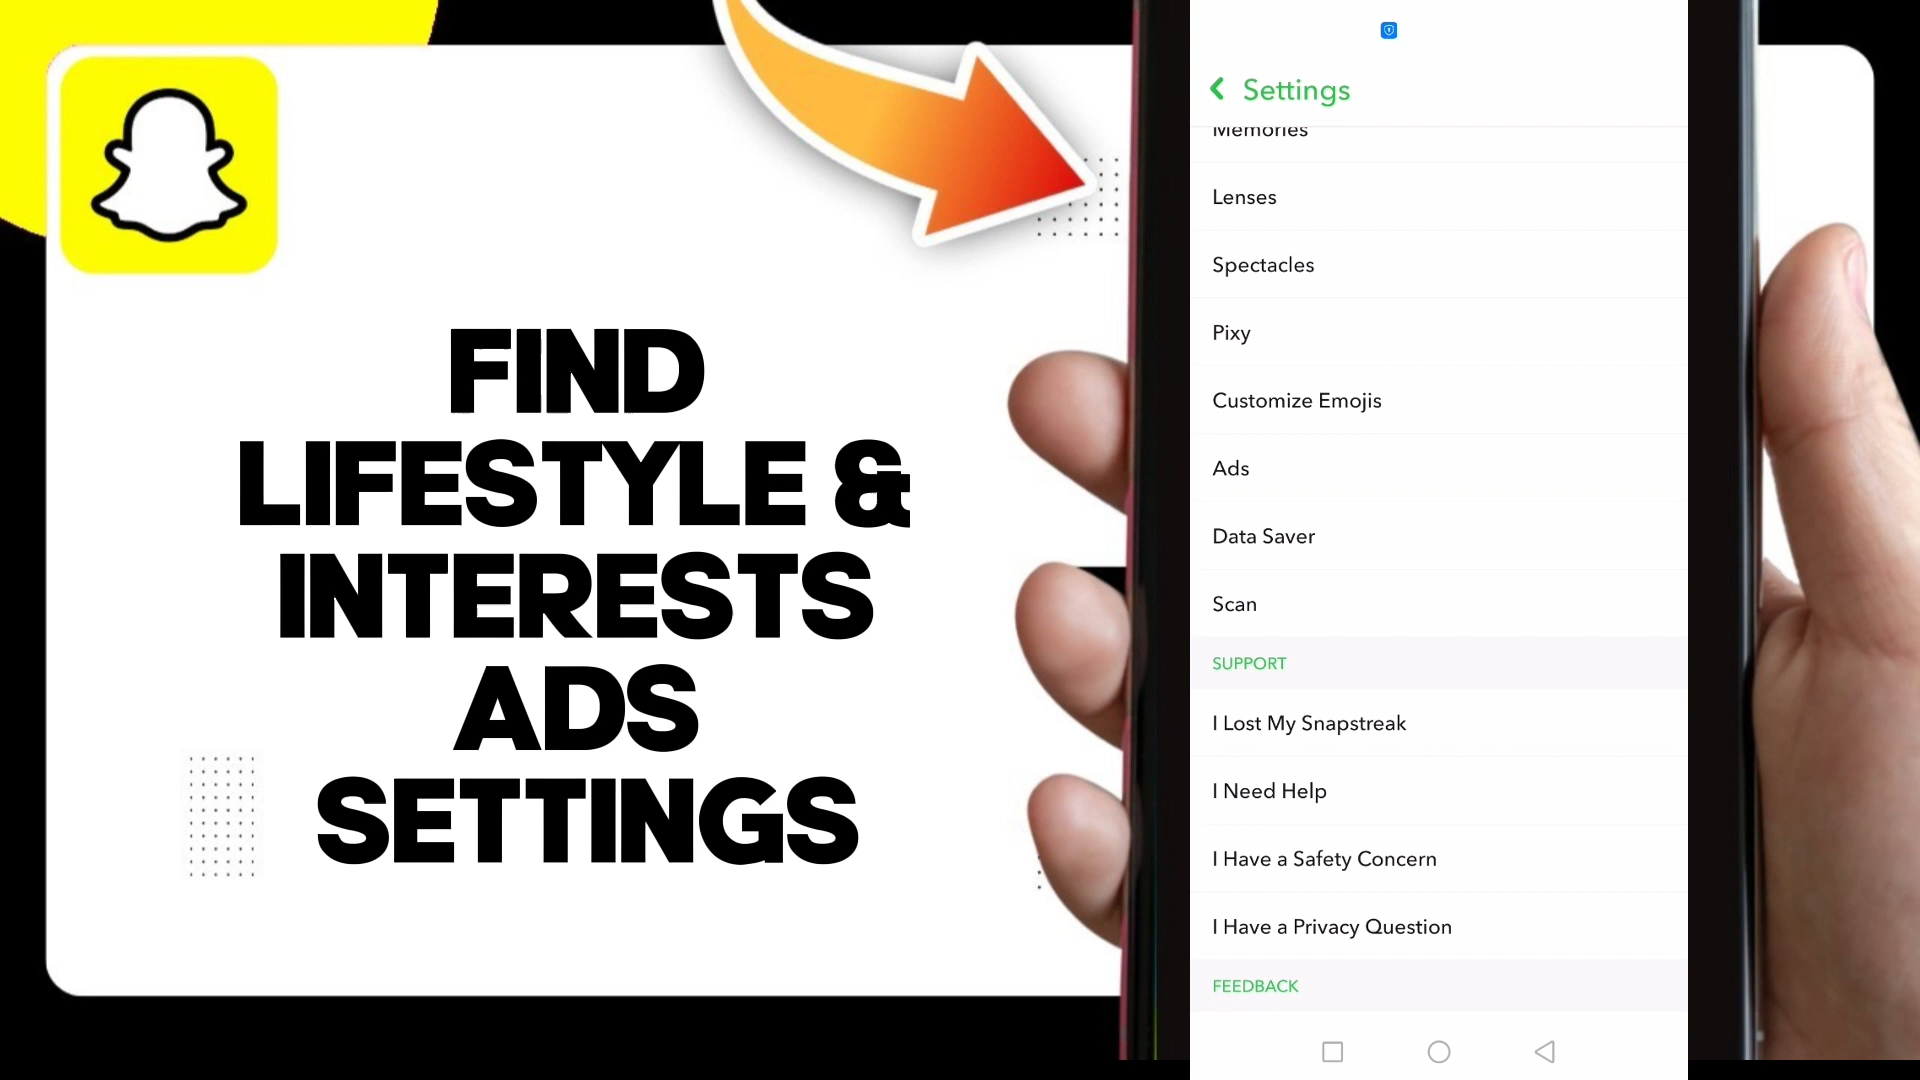 FIND
LIFESTYLE &
INTERESTS
ADS
SETTINGS
Settings
Memories
Lenses
Spectacles
Pixy
Customize Emojis
Ads
Data Saver
Scan
SUPPORT
I Lost My Snapstreak
I Need Help
I Have a Safety Concern
I Have a Privacy Question
FEEDBACK